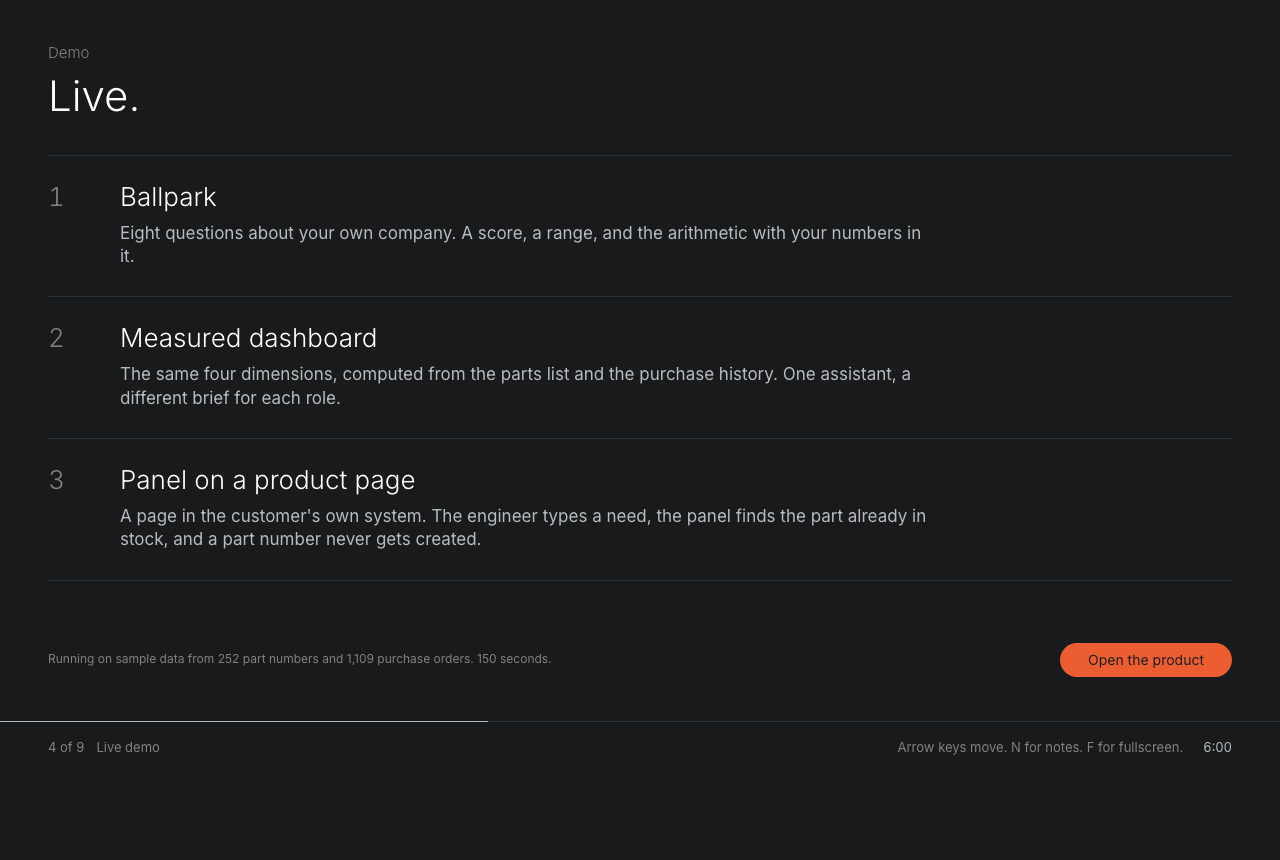 Demo
Live.
1
Ballpark
Eight questions about your own company. A score, a range, and the arithmetic with your numbers in
it.
2
Measured dashboard
The same four dimensions, computed from the parts list and the purchase history. One assistant, a
different brief for each role.
3
Panel on a product page
A page in the customer's own system. The engineer types a need, the panel finds the part already in
stock, and a part number never gets created.
Running on sample data from 252 part numbers and 1,109 purchase orders. 150 seconds.
Open the product
4 of 9 Live demo
Arrow keys move. N for notes. F for fullscreen. 6:00